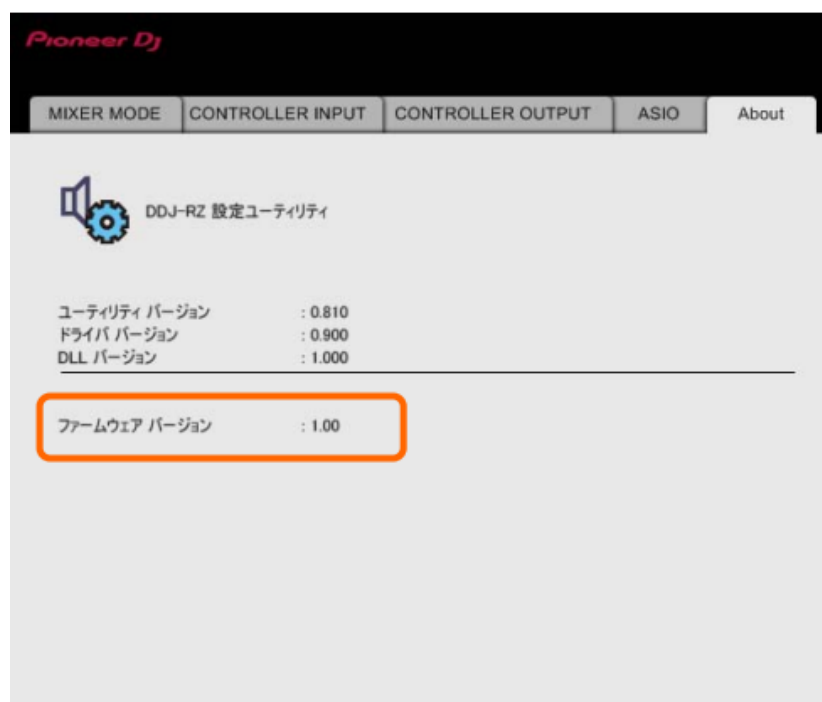 Pioneer Dj
MIXER MODE CONTROLLER INPUT CONTROLLER OUTPUT ASIO About
DDJ-RZ 設定ユーティリティ
ユーティリティ バージョン : 0.810
ドライバ バージョン : 0.900
DLL バージョン : 1.000
ファームウェア バージョン : 1.00